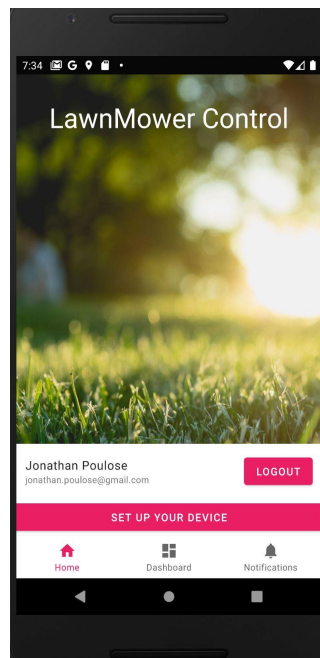 7:34
LawnMower Control
Jonathan Poulose
jonathan.poulose@gmail.com
LOGOUT
SET UP YOUR DEVICE
Home Dashboard Notifications